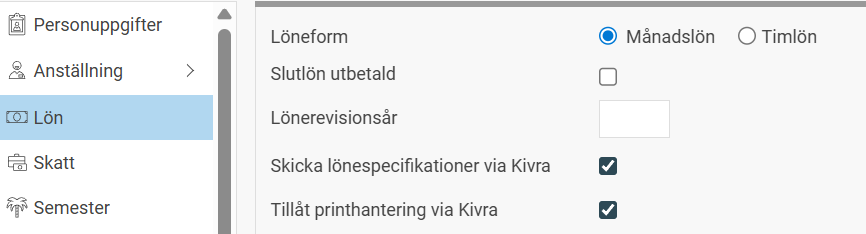 Personuppgifter
Anställning
Lön
Skatt
Semester
Löneform
Månadslön
Timlön
Slutlön utbetald
Lönerevisionsår
Skicka lönespecifikationer via Kivra
Tillåt printhantering via Kivra